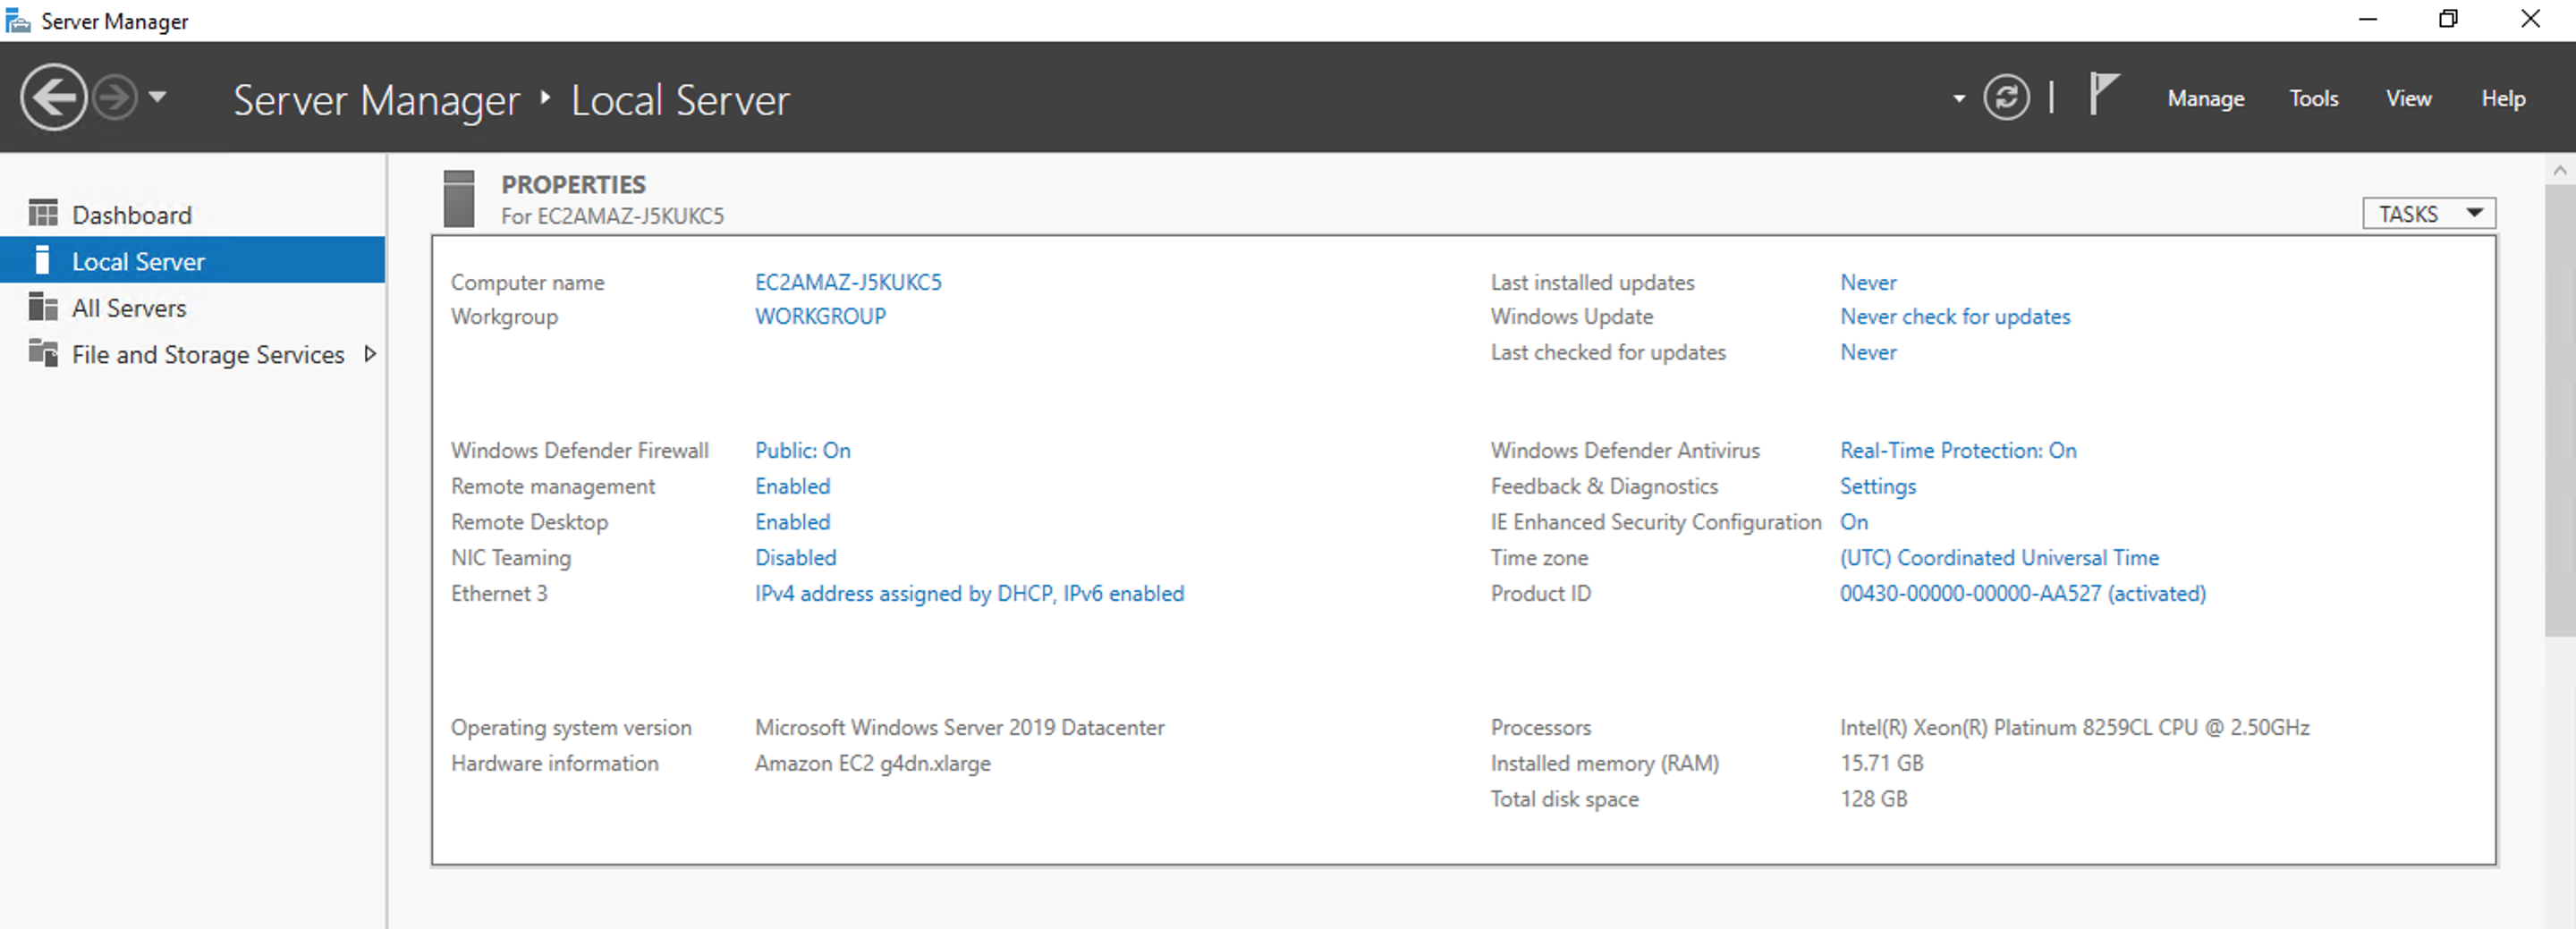 Server Manager
Server Manager ‣ Local Server
Manage Tools View Help
Dashboard
Local Server
All Servers
File and Storage Services
PROPERTIES
For EC2AMAZ-J5KUKC5
TASKS
Computer name EC2AMAZ-J5KUKC5
Workgroup WORKGROUP
Last installed updates Never
Windows Update Never check for updates
Last checked for updates Never
Windows Defender Firewall Public: On
Remote management Enabled
Remote Desktop Enabled
NIC Teaming Disabled
Ethernet 3 IPv4 address assigned by DHCP, IPv6 enabled
Windows Defender Antivirus Real-Time Protection: On
Feedback & Diagnostics Settings
IE Enhanced Security Configuration On
Time zone (UTC) Coordinated Universal Time
Product ID 00430-00000-00000-AA527 (activated)
Operating system version Microsoft Windows Server 2019 Datacenter
Hardware information Amazon EC2 g4dn.xlarge
Processors Intel(R) Xeon(R) Platinum 8259CL CPU @ 2.50GHz
Installed memory (RAM) 15.71 GB
Total disk space 128 GB